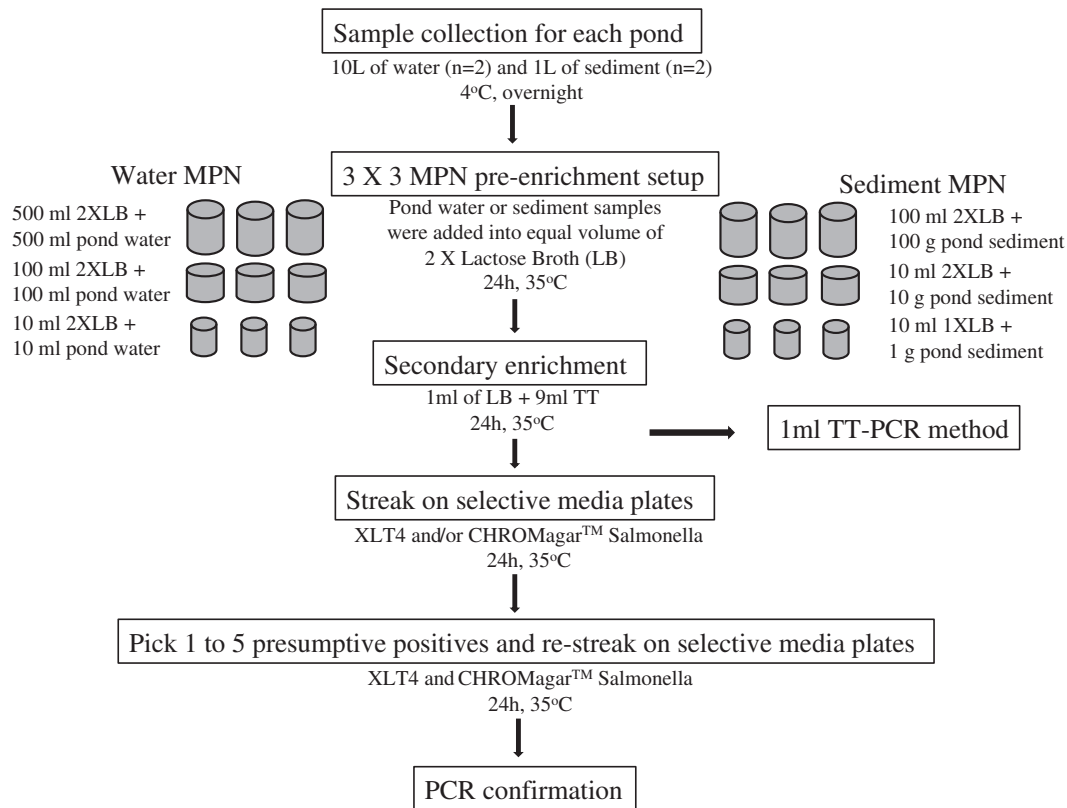 Sample collection for each pond
10L of water (n=2) and 1L of sediment (n=2)
4ºC, overnight
3 X 3 MPN pre-enrichment setup
Pond water or sediment samples
were added into equal volume of
2 X Lactose Broth (LB)
24h, 35ºC
Water MPN
500 ml 2XLB +
500 ml pond water
100 ml 2XLB +
100 ml pond water
10 ml 2XLB +
10 ml pond water
Sediment MPN
100 ml 2XLB +
100 g pond sediment
10 ml 2XLB +
10 g pond sediment
10 ml 1XLB +
1 g pond sediment
Secondary enrichment
1ml of LB + 9ml TT
24h, 35ºC
1ml TT-PCR method
Streak on selective media plates
XLT4 and/or CHROMagar™ Salmonella
24h, 35ºC
Pick 1 to 5 presumptive positives and re-streak on selective media plates
XLT4 and CHROMagar™ Salmonella
24h, 35ºC
PCR confirmation